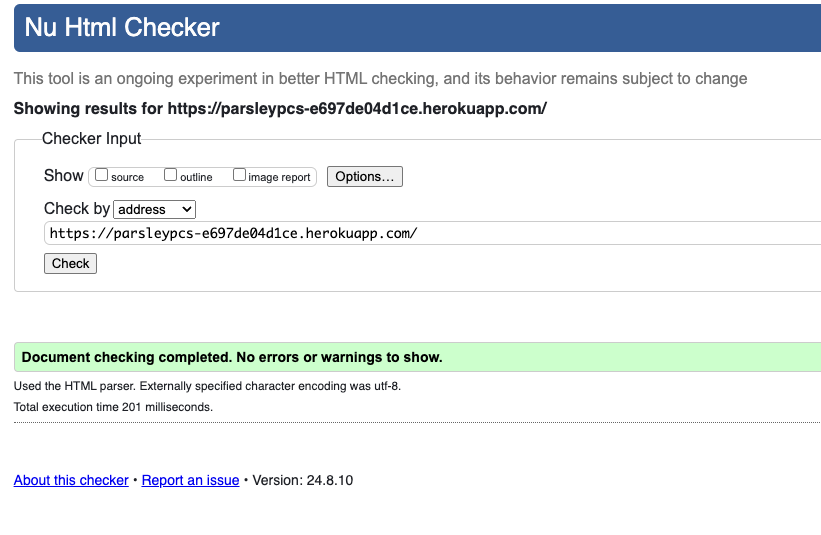 Nu Html Checker
This tool is an ongoing experiment in better HTML checking, and its behavior remains subject to change
Showing results for https://parsleypcs-e697de04d1ce.herokuapp.com/
Checker Input
Show source outline image report Options...
Check by address
https://parsleypcs-e697de04d1ce.herokuapp.com/
Check
Document checking completed. No errors or warnings to show.
Used the HTML parser. Externally specified character encoding was utf-8.
Total execution time 201 milliseconds.
About this checker • Report an issue • Version: 24.8.10